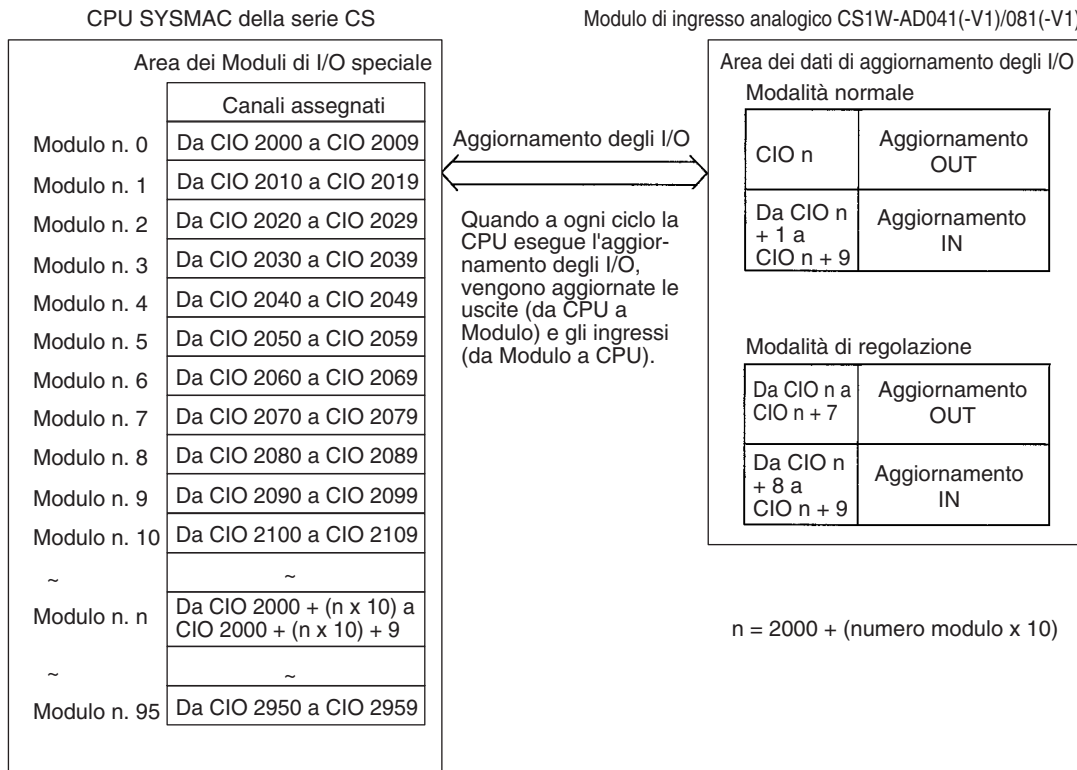 CPU SYSMAC della serie CS
Area dei Moduli di I/O speciale
Canali assegnati
Modulo n. 0 Da CIO 2000 a CIO 2009
Modulo n. 1 Da CIO 2010 a CIO 2019
Modulo n. 2 Da CIO 2020 a CIO 2029
Modulo n. 3 Da CIO 2030 a CIO 2039
Modulo n. 4 Da CIO 2040 a CIO 2049
Modulo n. 5 Da CIO 2050 a CIO 2059
Modulo n. 6 Da CIO 2060 a CIO 2069
Modulo n. 7 Da CIO 2070 a CIO 2079
Modulo n. 8 Da CIO 2080 a CIO 2089
Modulo n. 9 Da CIO 2090 a CIO 2099
Modulo n. 10 Da CIO 2100 a CIO 2109
~ ~
Modulo n. n Da CIO 2000 + (n x 10) a
CIO 2000 + (n x 10) + 9
~ ~
Modulo n. 95 Da CIO 2950 a CIO 2959
Aggiornamento degli I/O
Quando a ogni ciclo la
CPU esegue l'aggior-
namento degli I/O,
vengono aggiornate le
uscite (da CPU a
Modulo) e gli ingressi
(da Modulo a CPU).
Modulo di ingresso analogico CS1W-AD041(-V1)/081(-V1)
Area dei dati di aggiornamento degli I/O
Modalità normale
CIO n
Aggiornamento
OUT
Da CIO n
+ 1 a
CIO n + 9
Aggiornamento
IN
Modalità di regolazione
Da CIO n a
CIO n + 7
Aggiornamento
OUT
Da CIO n
+ 8 a
CIO n + 9
Aggiornamento
IN
n = 2000 + (numero modulo x 10)